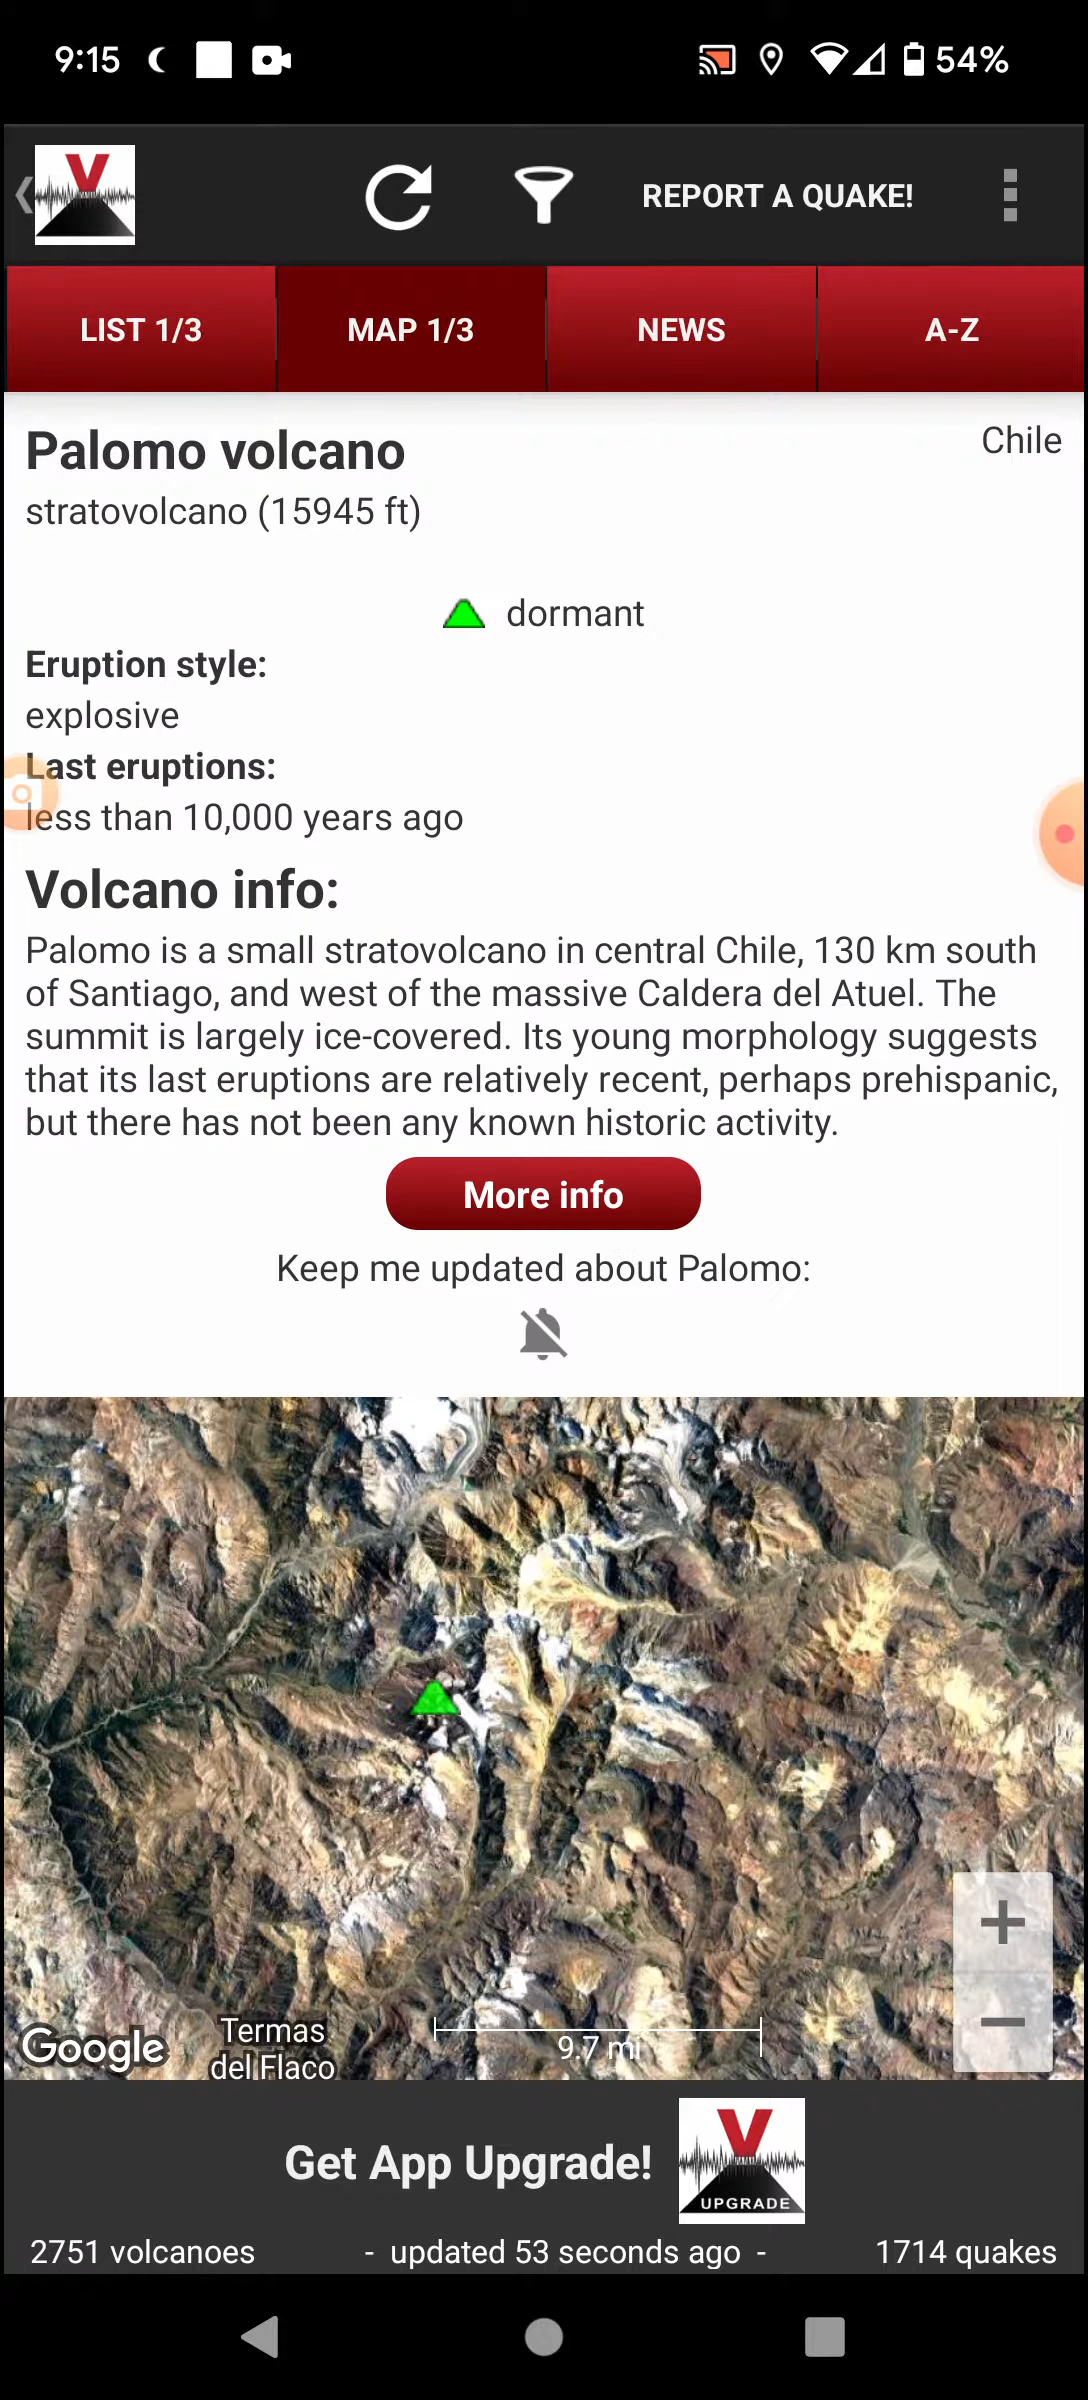 9:15
54%
V
REPORT A QUAKE!
LIST 1/3
MAP 1/3
NEWS
A-Z
Palomo volcano
Chile
stratovolcano (15945 ft)
dormant
Eruption style:
explosive
Last eruptions:
less than 10,000 years ago
Volcano info:
Palomo is a small stratovolcano in central Chile, 130 km south
of Santiago, and west of the massive Caldera del Atuel. The
summit is largely ice-covered. Its young morphology suggests
that its last eruptions are relatively recent, perhaps prehispanic,
but there has not been any known historic activity.
More info
Keep me updated about Palomo:
Google
Termas
del Flaco
9.7 mi
Get App Upgrade!
V
UPGRADE
2751 volcanoes
- updated 53 seconds ago -
1714 quakes